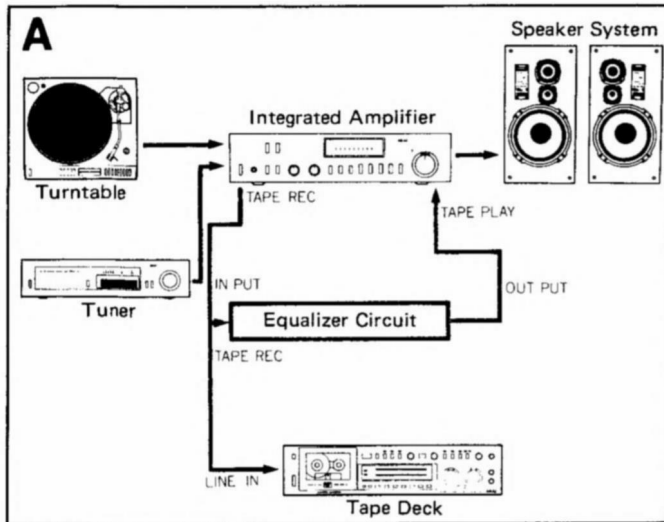 A
Speaker System
Integrated Amplifier
Turntable
TAPE REC
TAPE PLAY
IN PUT
OUT PUT
Tuner
Equalizer Circuit
TAPE REC
LINE IN
Tape Deck